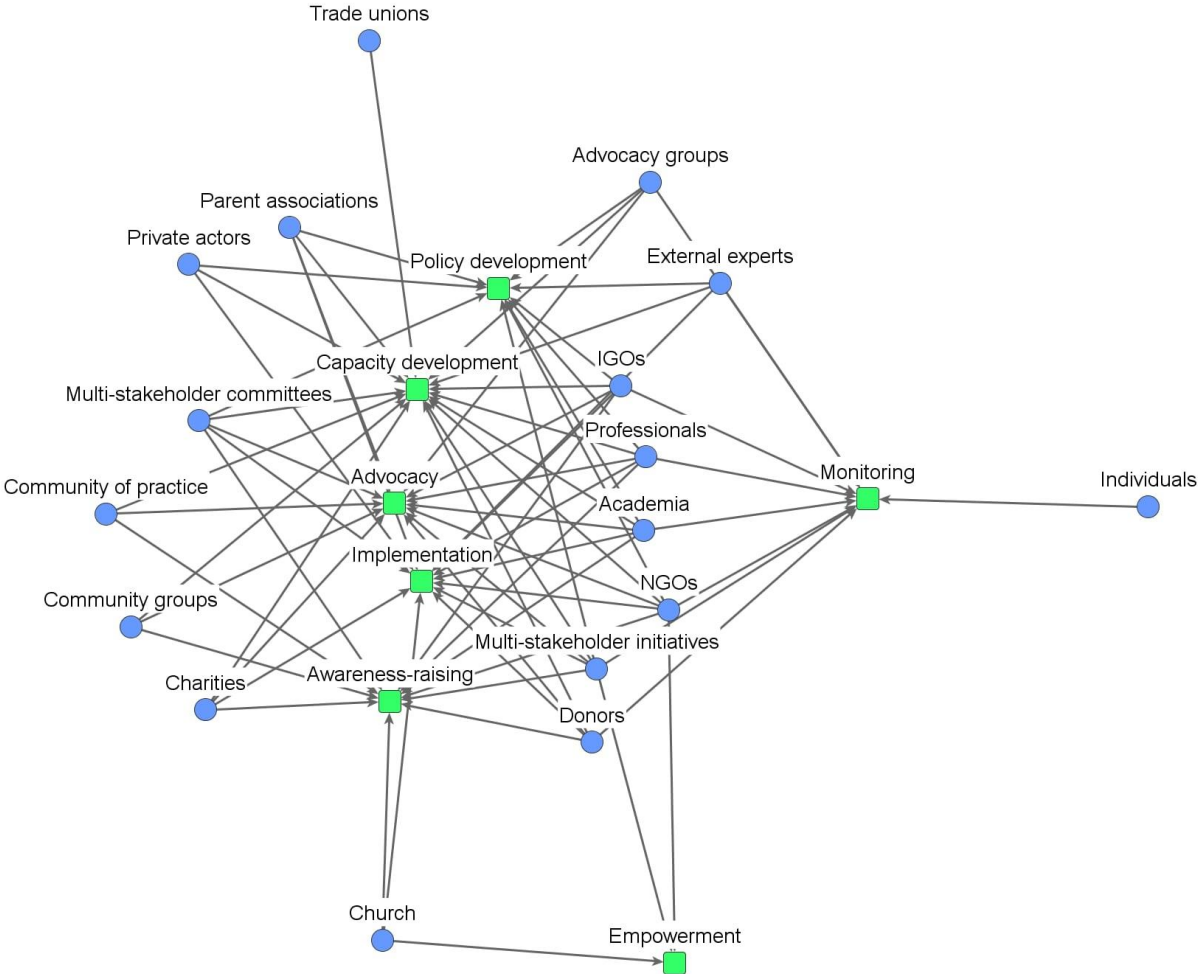 Trade unions
Advocacy groups
Parent associations
Private actors
External experts
Policy development
IGOs
Capacity development
Multi-stakeholder committees
Professionals
Monitoring
Advocacy
Individuals
Community of practice
Academia
Implementation
NGOs
Community groups
Multi-stakeholder initiatives
Awareness-raising
Charities
Donors
Church
Empowerment